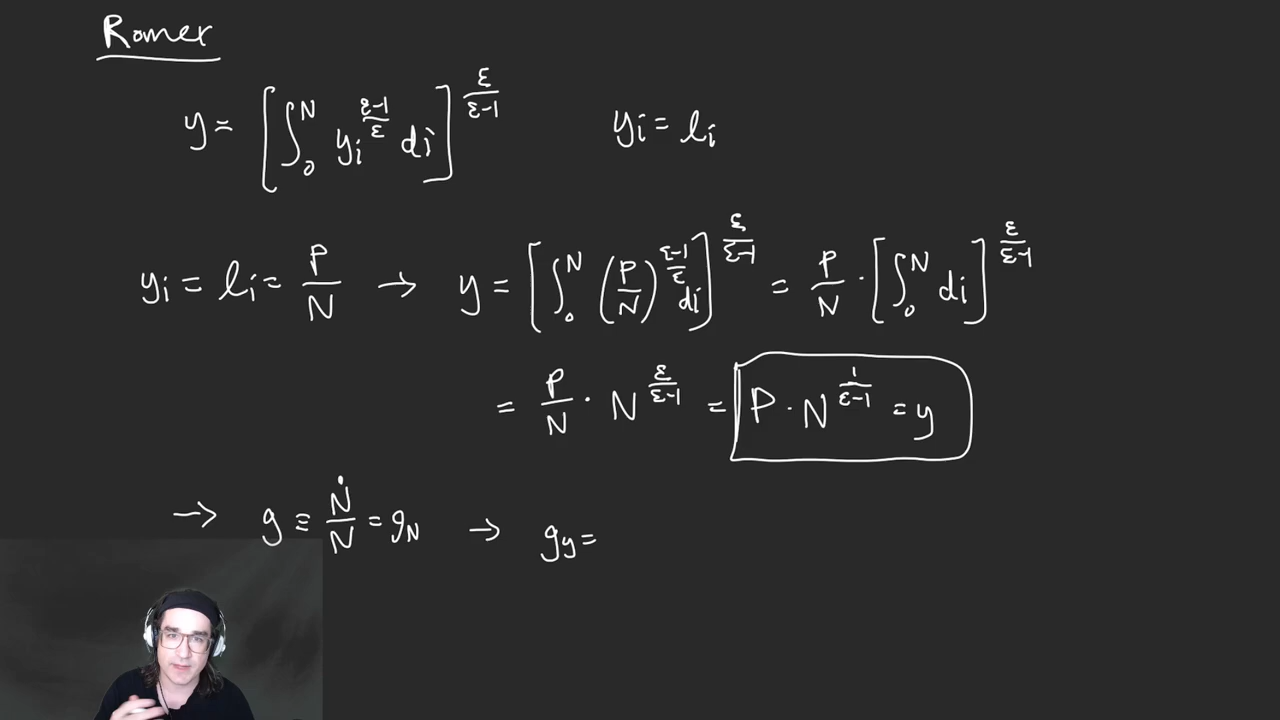 Romer
y = [∫₀ᴺ yᵢ^((ε-1)/ε) di]^(ε/(ε-1)) yᵢ = lᵢ
yᵢ = lᵢ = P/N → y = [∫₀ᴺ (P/N)^((ε-1)/ε) di]^(ε/(ε-1)) = P/N · [∫₀ᴺ di]^(ε/(ε-1))
= P/N · N^(ε/(ε-1)) = P · N^(1/(ε-1)) = y
→ g ≡ Ṅ/N = g_N → g_y =